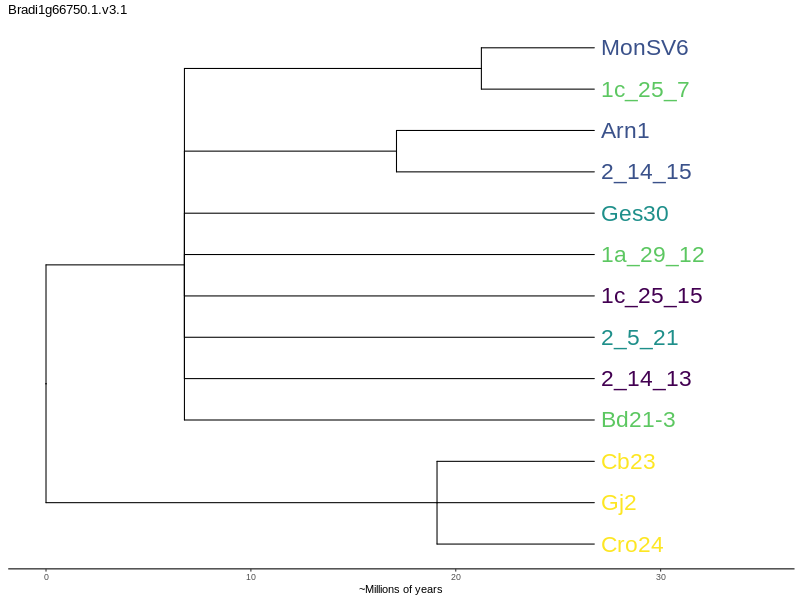 Bradi1g66750.1.v3.1
MonSV6
1c_25_7
Arn1
2_14_15
Ges30
1a_29_12
1c_25_15
2_5_21
2_14_13
Bd21-3
Cb23
Gj2
Cro24
0 10 20 30
~Millions of years